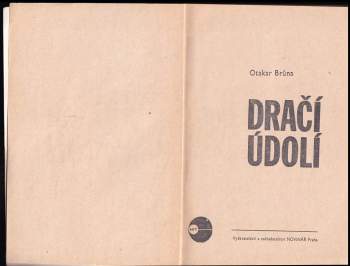 Otakar Brůna
DRAČÍ
ÚDOLÍ
Vydavatelství a nakladatelství NOVINÁŘ Praha